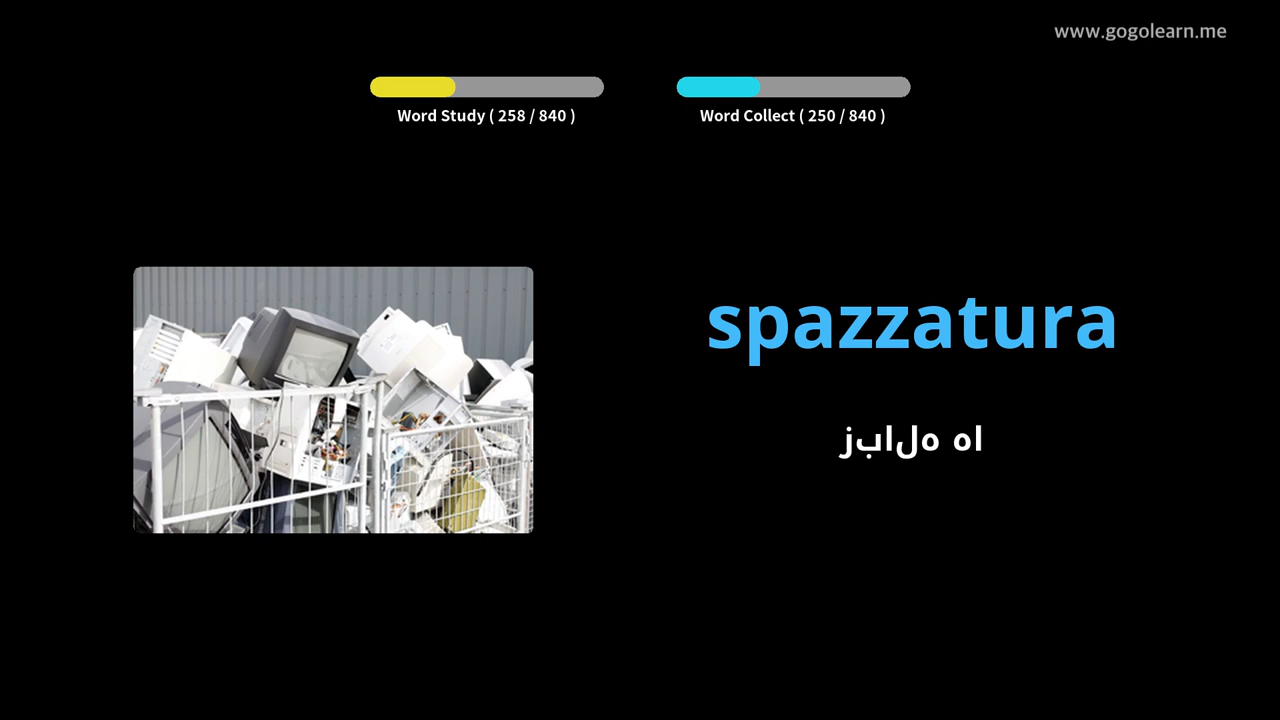 www.gogolearn.me
Word Study ( 258 / 840 )
Word Collect ( 250 / 840 )
spazzatura
زباله ها